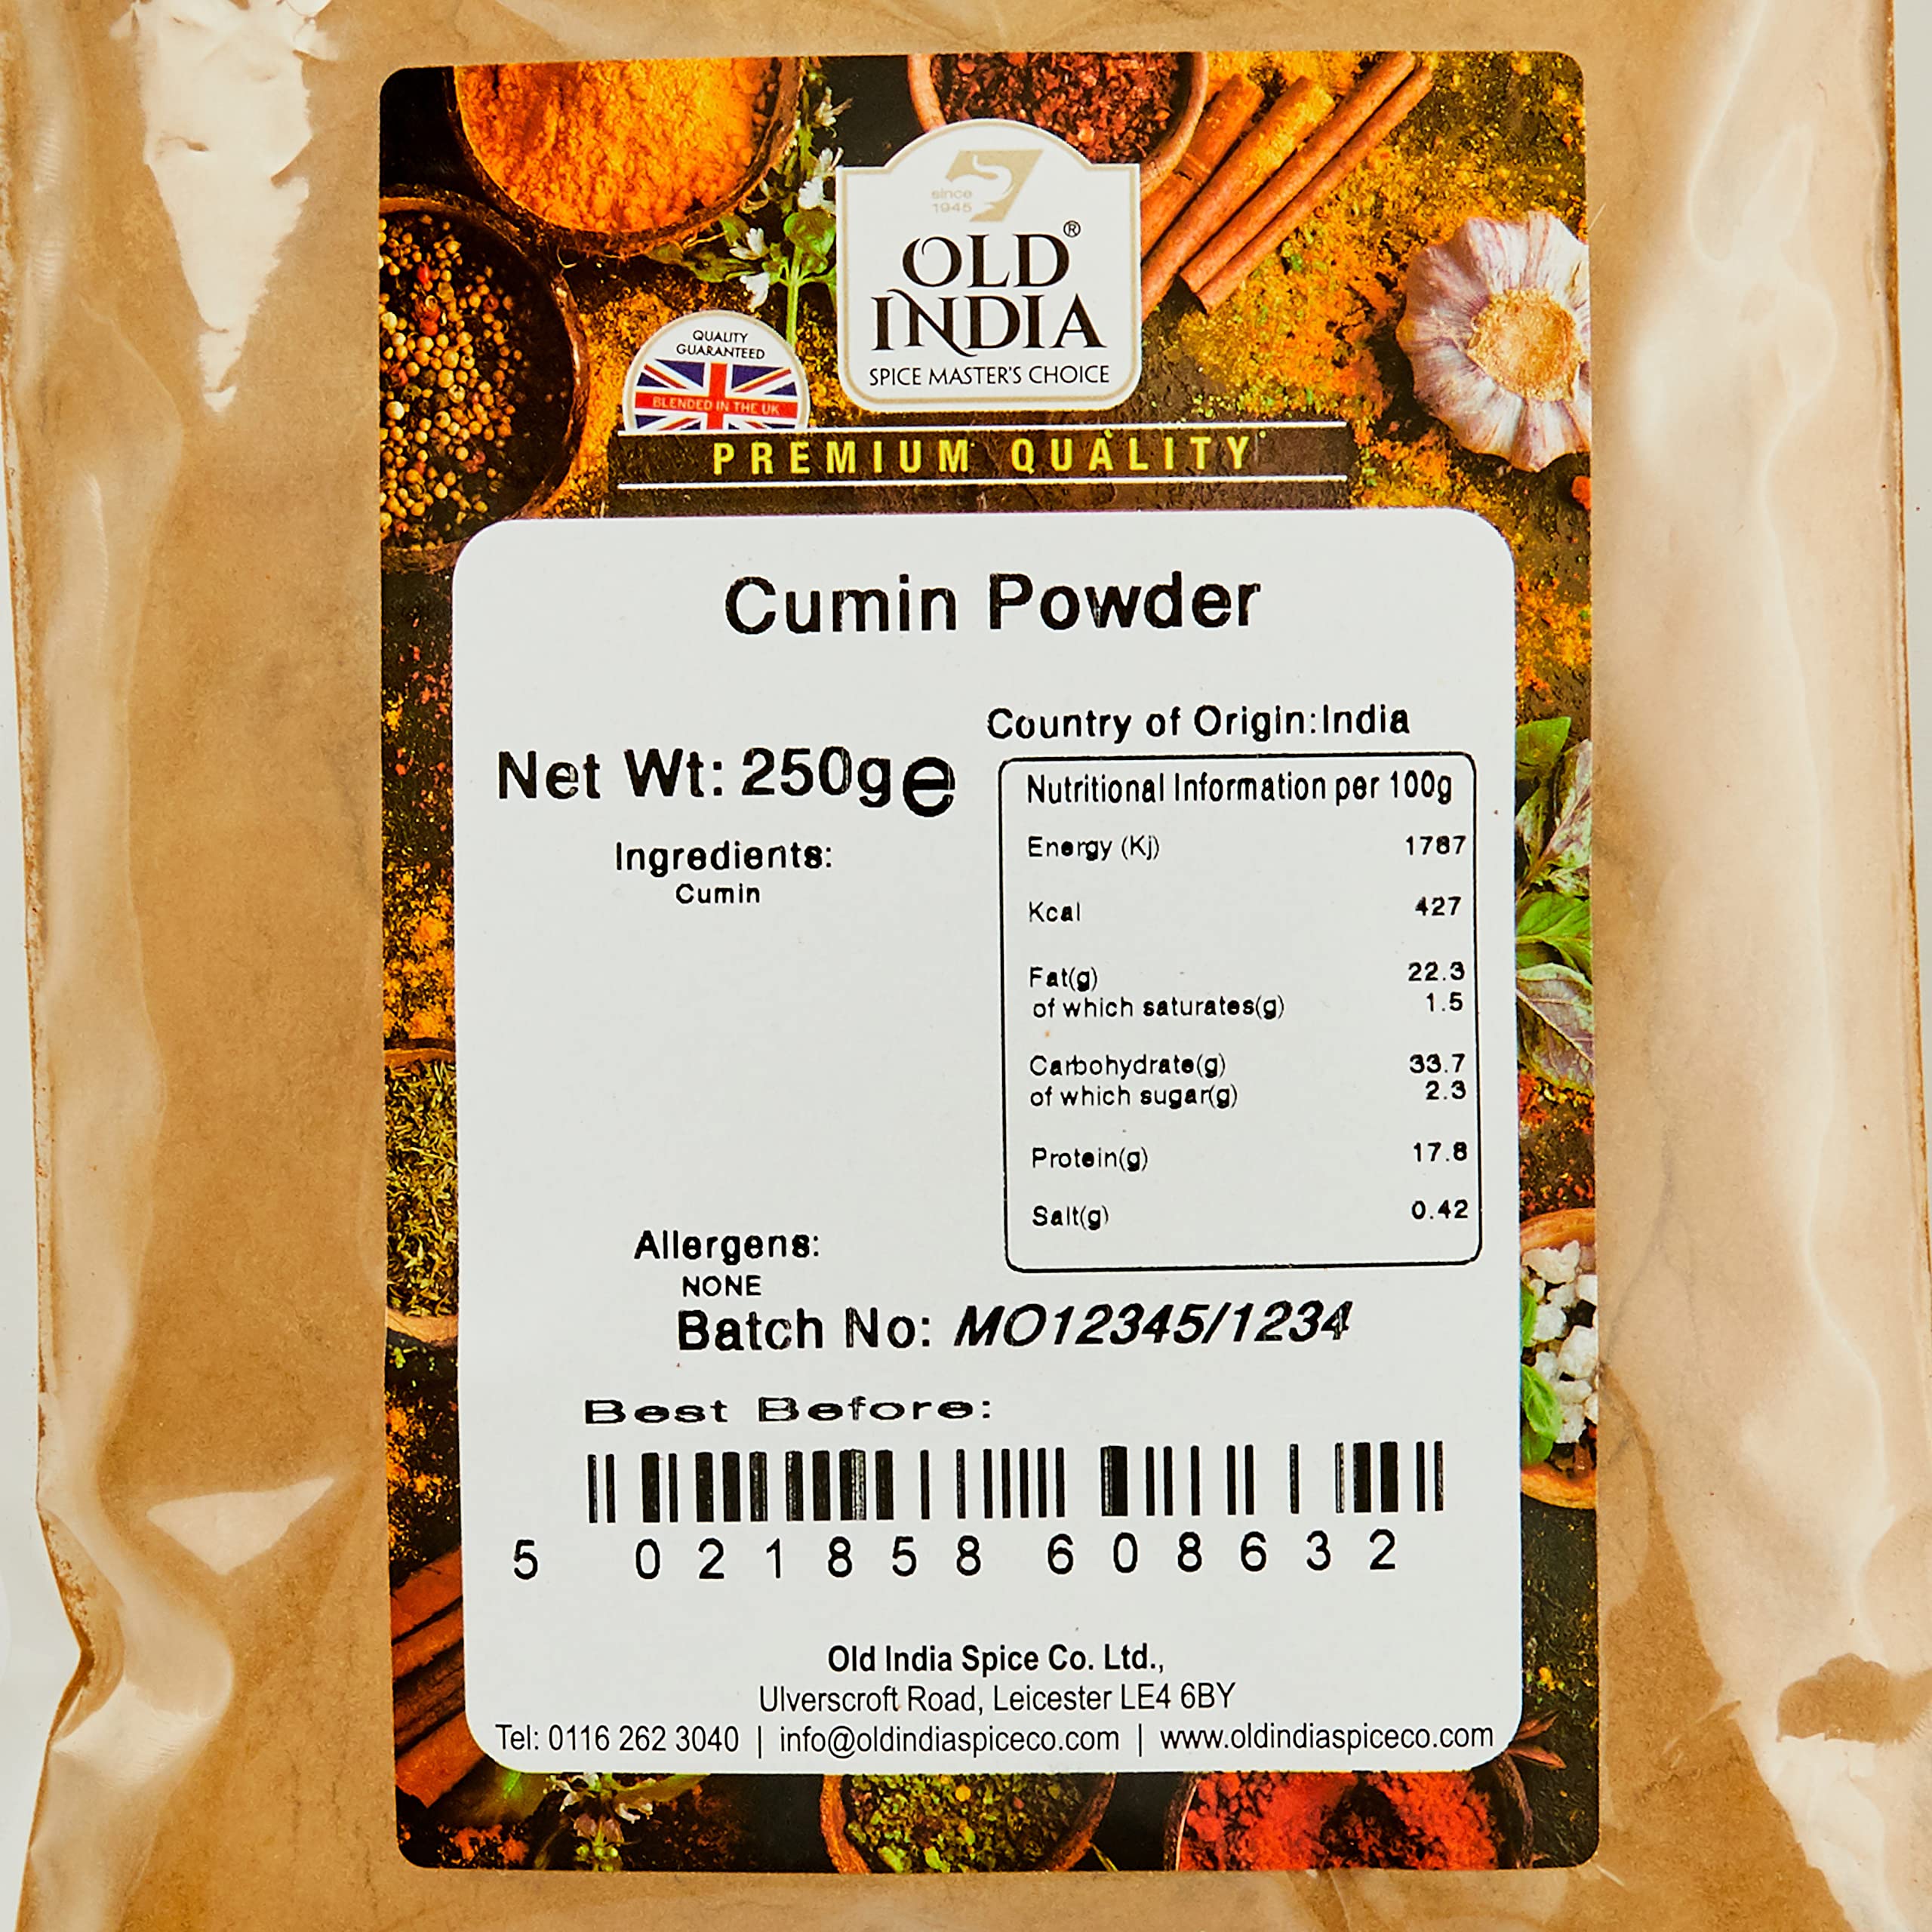 since
1945
OLD®
INDIA
SPICE MASTER'S CHOICE
QUALITY
GUARANTEED
BLENDED IN THE UK
PREMIUM QUALITY
Cumin Powder
Country of Origin:India
Net Wt: 250g e
Ingredients:
Cumin
Nutritional Information per 100g
Energy (Kj) 1787
Kcal 427
Fat(g) 22.3
of which saturates(g) 1.5
Carbohydrate(g) 33.7
of which sugar(g) 2.3
Protein(g) 17.8
Salt(g) 0.42
Allergens:
NONE
Batch No: MO12345/1234
Best Before:
5 021858 608632
Old India Spice Co. Ltd.,
Ulverscroft Road, Leicester LE4 6BY
Tel: 0116 262 3040 | info@oldindiaspiceco.com | www.oldindiaspiceco.com